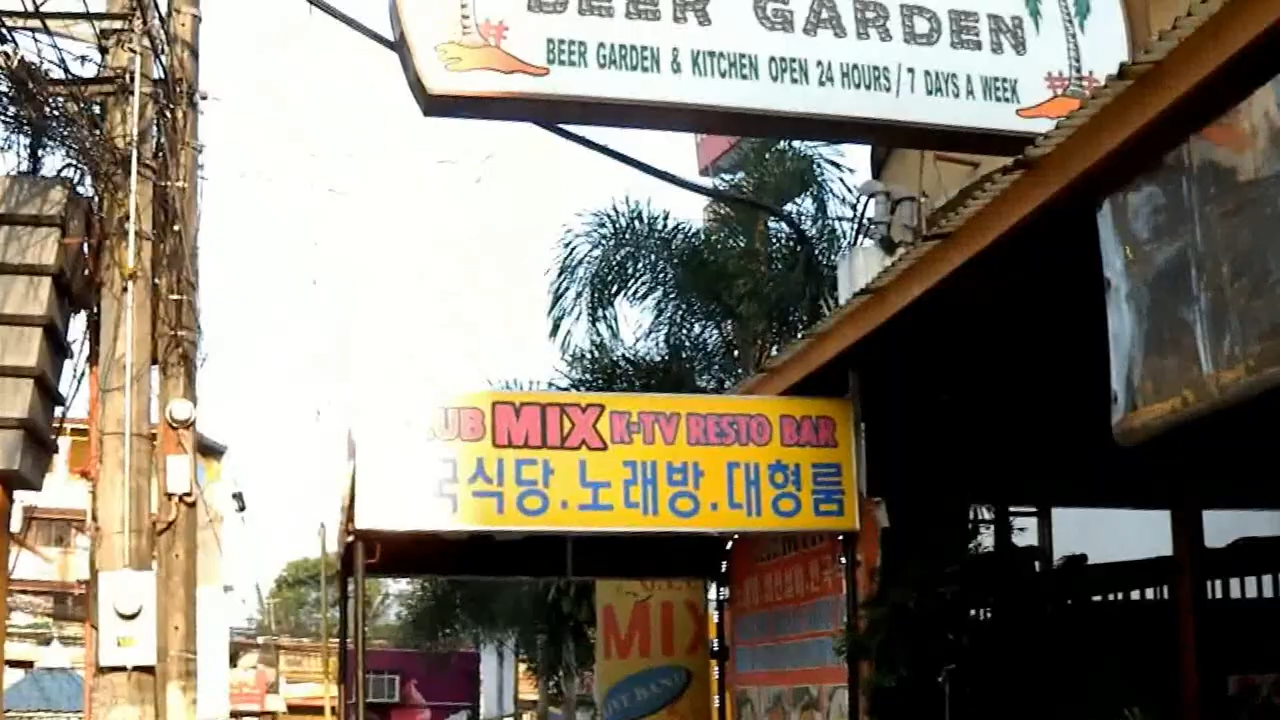 BEER GARDEN
BEER GARDEN & KITCHEN OPEN 24 HOURS / 7 DAYS A WEEK
MIX K-TV RESTO BAR
식당.노래방.대형룸
MIX